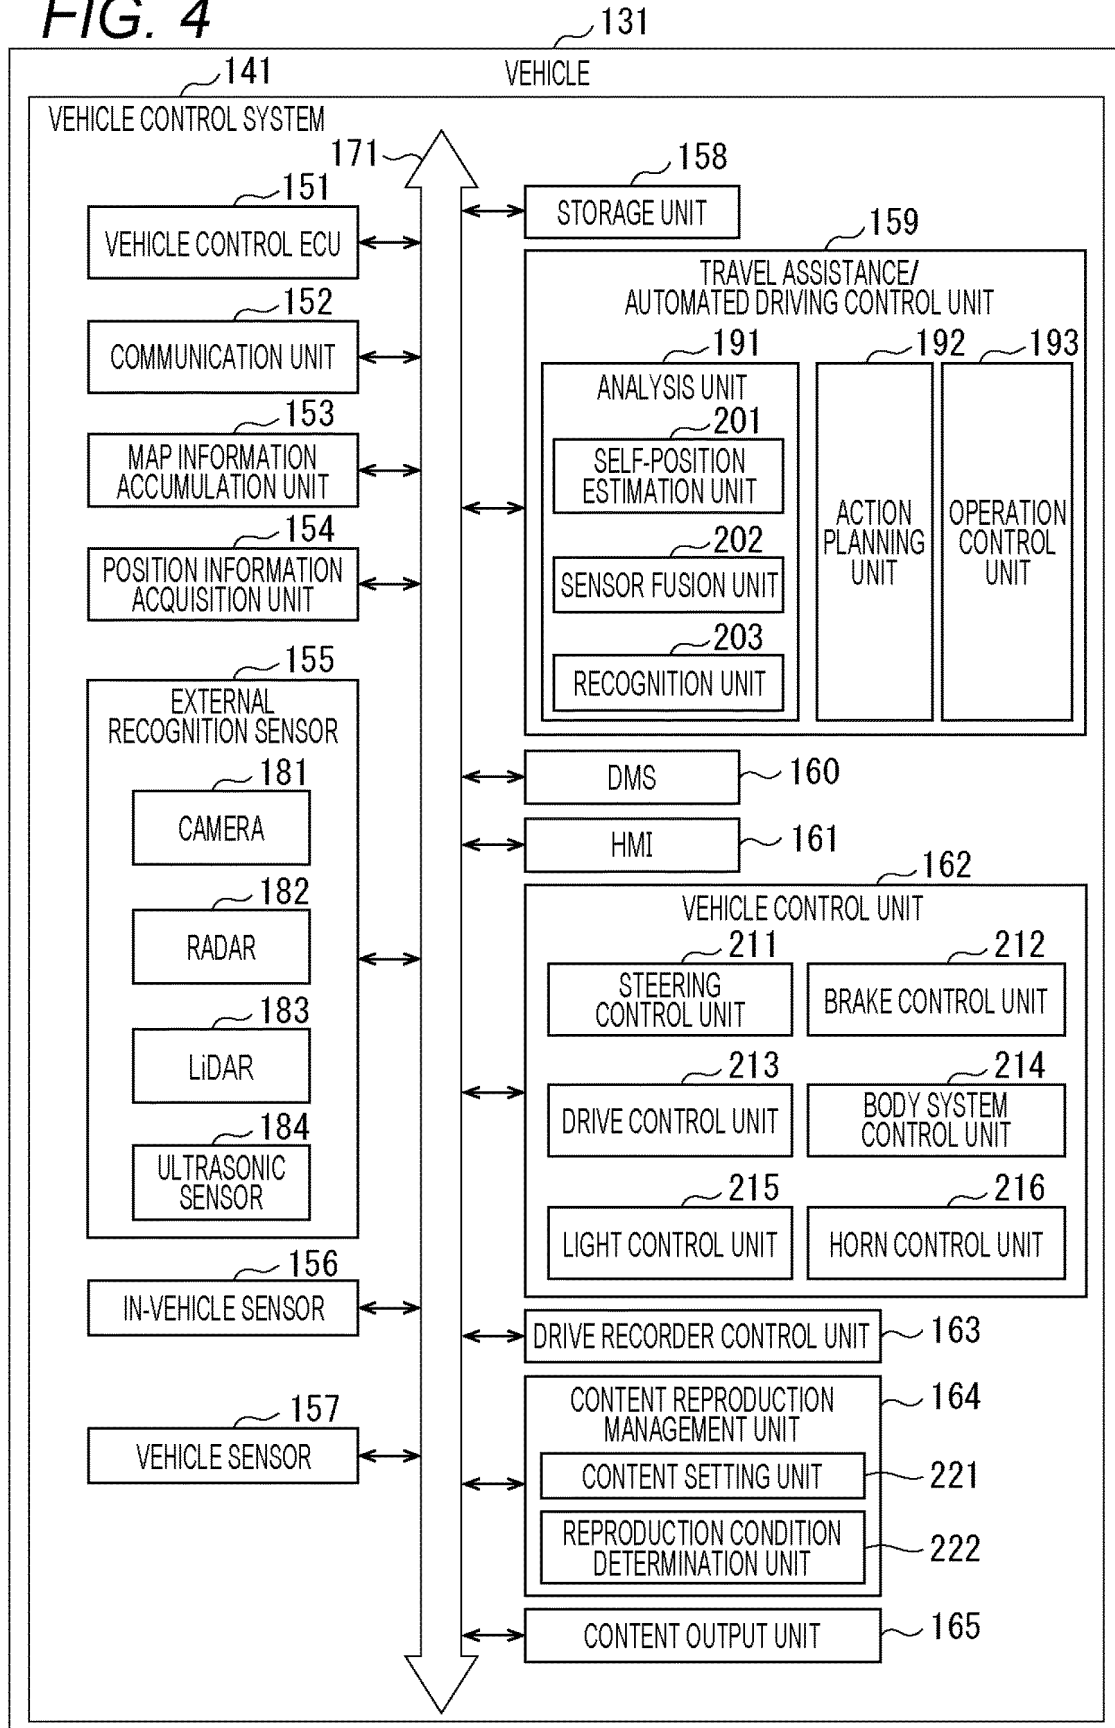 FIG. 4
131
VEHICLE
141
VEHICLE CONTROL SYSTEM
171
151
VEHICLE CONTROL ECU
152
COMMUNICATION UNIT
153
MAP INFORMATION
ACCUMULATION UNIT
154
POSITION INFORMATION
ACQUISITION UNIT
155
EXTERNAL
RECOGNITION SENSOR
181
CAMERA
182
RADAR
183
LiDAR
184
ULTRASONIC
SENSOR
156
IN-VEHICLE SENSOR
157
VEHICLE SENSOR
158
STORAGE UNIT
159
TRAVEL ASSISTANCE/
AUTOMATED DRIVING CONTROL UNIT
191
ANALYSIS UNIT
201
SELF-POSITION
ESTIMATION UNIT
202
SENSOR FUSION UNIT
203
RECOGNITION UNIT
192
ACTION
PLANNING
UNIT
193
OPERATION
CONTROL
UNIT
DMS
160
HMI
161
162
VEHICLE CONTROL UNIT
211
STEERING
CONTROL UNIT
212
BRAKE CONTROL UNIT
213
DRIVE CONTROL UNIT
214
BODY SYSTEM
CONTROL UNIT
215
LIGHT CONTROL UNIT
216
HORN CONTROL UNIT
DRIVE RECORDER CONTROL UNIT
163
CONTENT REPRODUCTION
MANAGEMENT UNIT
164
CONTENT SETTING UNIT
221
REPRODUCTION CONDITION
DETERMINATION UNIT
222
CONTENT OUTPUT UNIT
165